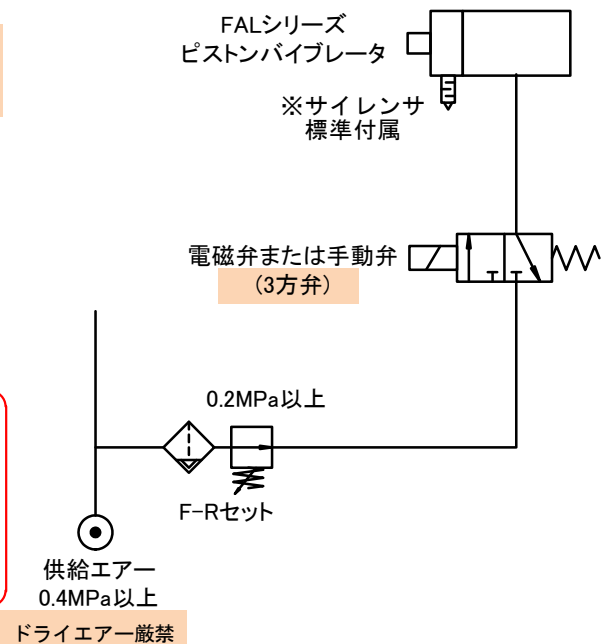 FALシリーズ
ピストンバイブレータ
※サイレンサ
標準付属
電磁弁または手動弁
(3方弁)
0.2MPa以上
F-Rセット
供給エアー
0.4MPa以上
ドライエアー厳禁